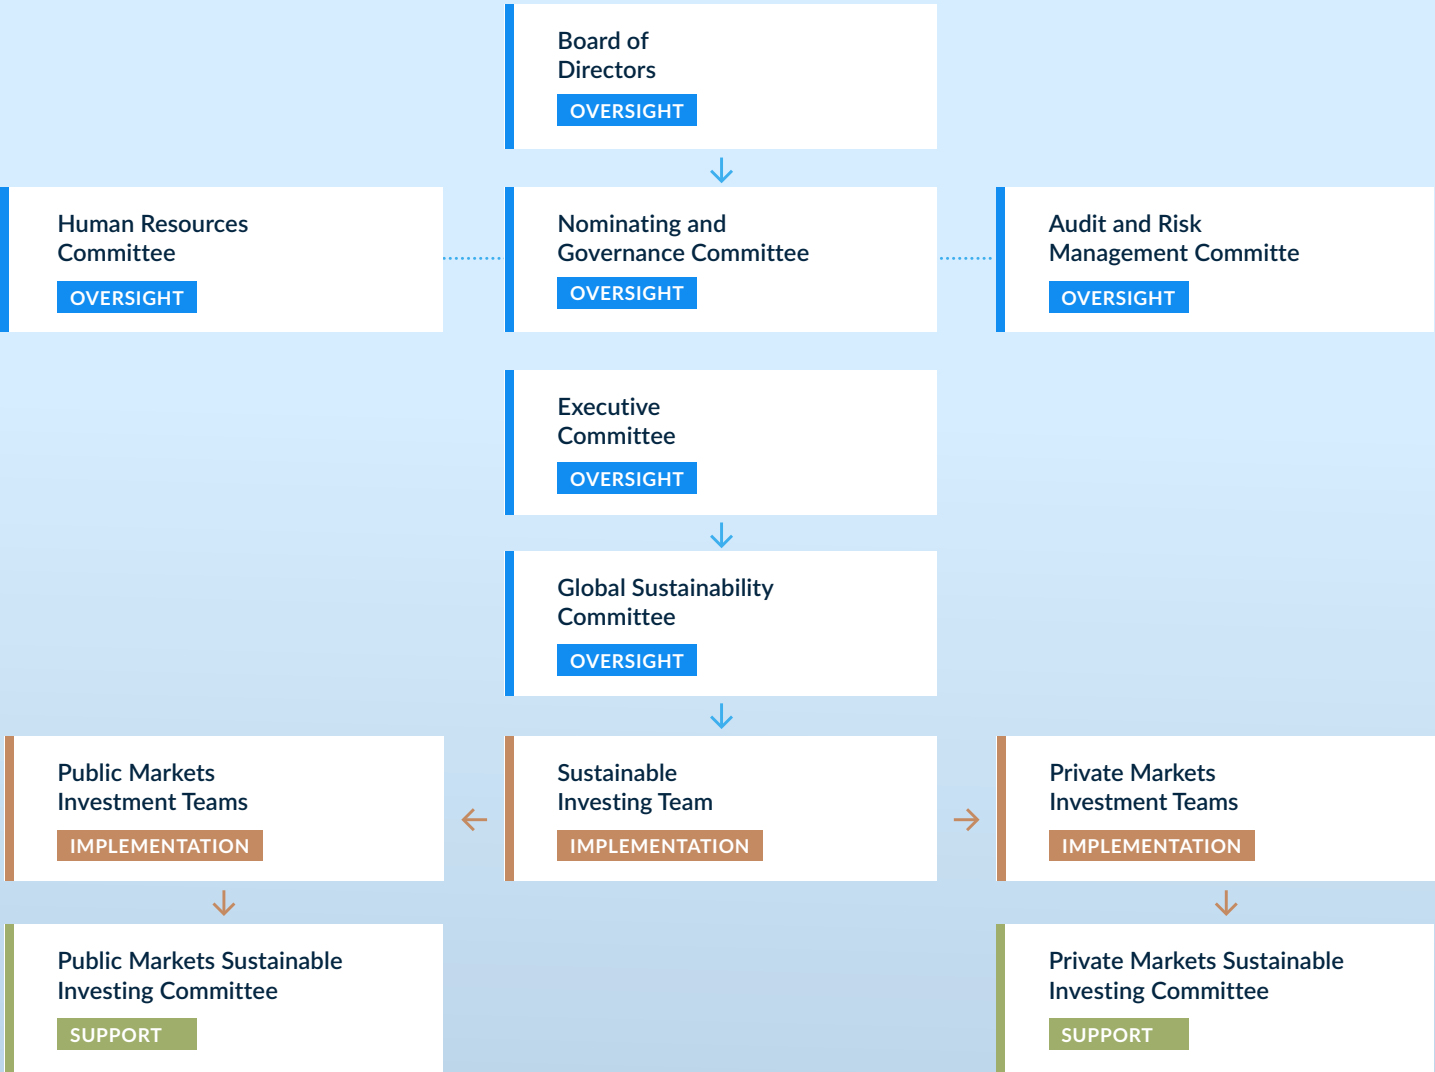 Board of
Directors
OVERSIGHT
Human Resources
Committee
OVERSIGHT
Nominating and
Governance Committee
OVERSIGHT
Audit and Risk
Management Committe
OVERSIGHT
Executive
Committee
OVERSIGHT
Global Sustainability
Committee
OVERSIGHT
Public Markets
Investment Teams
IMPLEMENTATION
Sustainable
Investing Team
IMPLEMENTATION
Private Markets
Investment Teams
IMPLEMENTATION
Public Markets Sustainable
Investing Committee
SUPPORT
Private Markets Sustainable
Investing Committee
SUPPORT